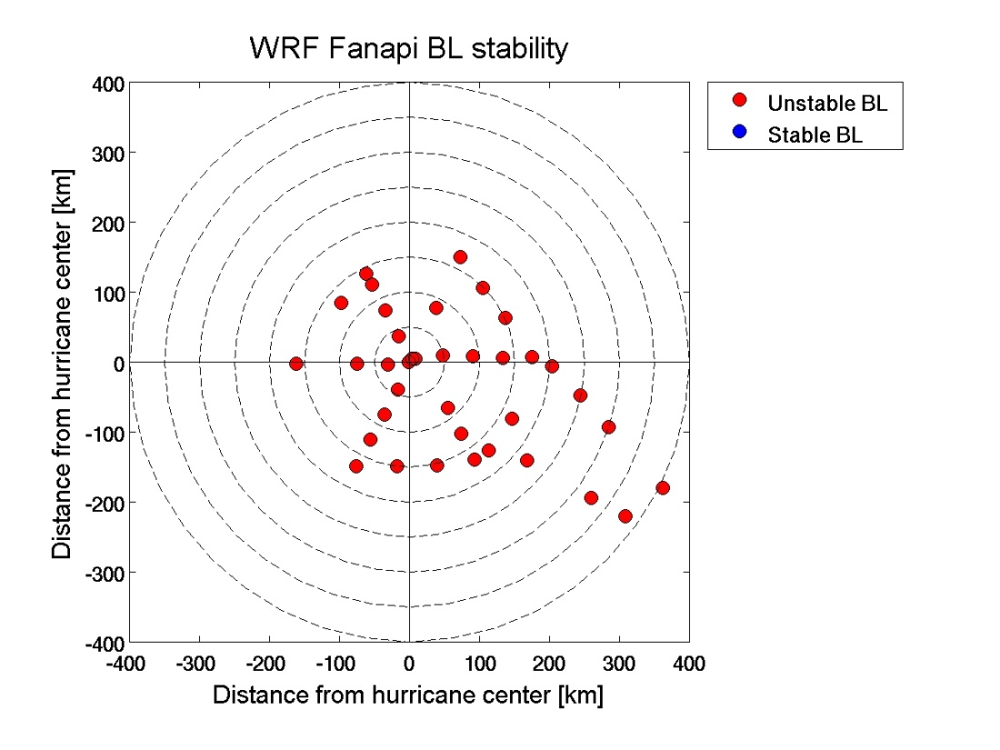 WRF Fanapi BL stability
Unstable BL
Stable BL
400
300
200
100
0
-100
-200
-300
-400
Distance from hurricane center [km]
-400 -300 -200 -100 0 100 200 300 400
Distance from hurricane center [km]